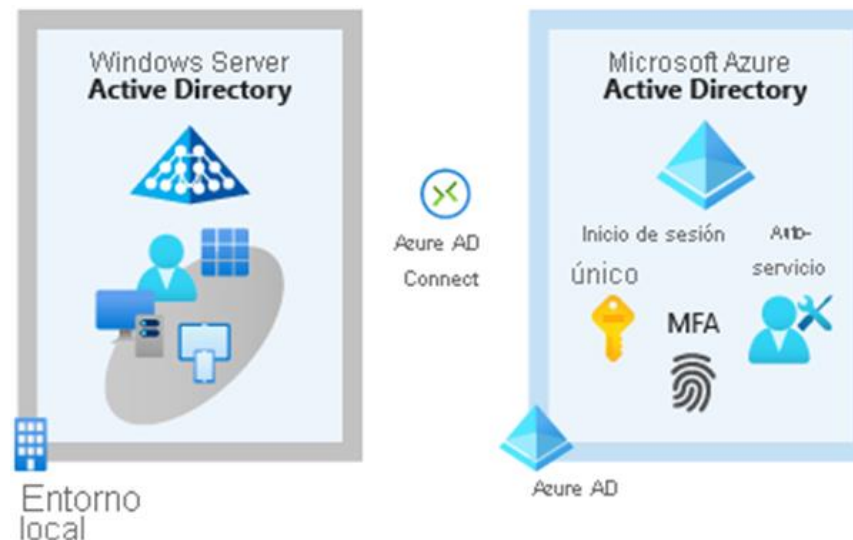 Windows Server
Active Directory
Entorno
local
Azure AD
Connect
Microsoft Azure
Active Directory
Inicio de sesión
único
MFA
Auto-
servicio
Azure AD